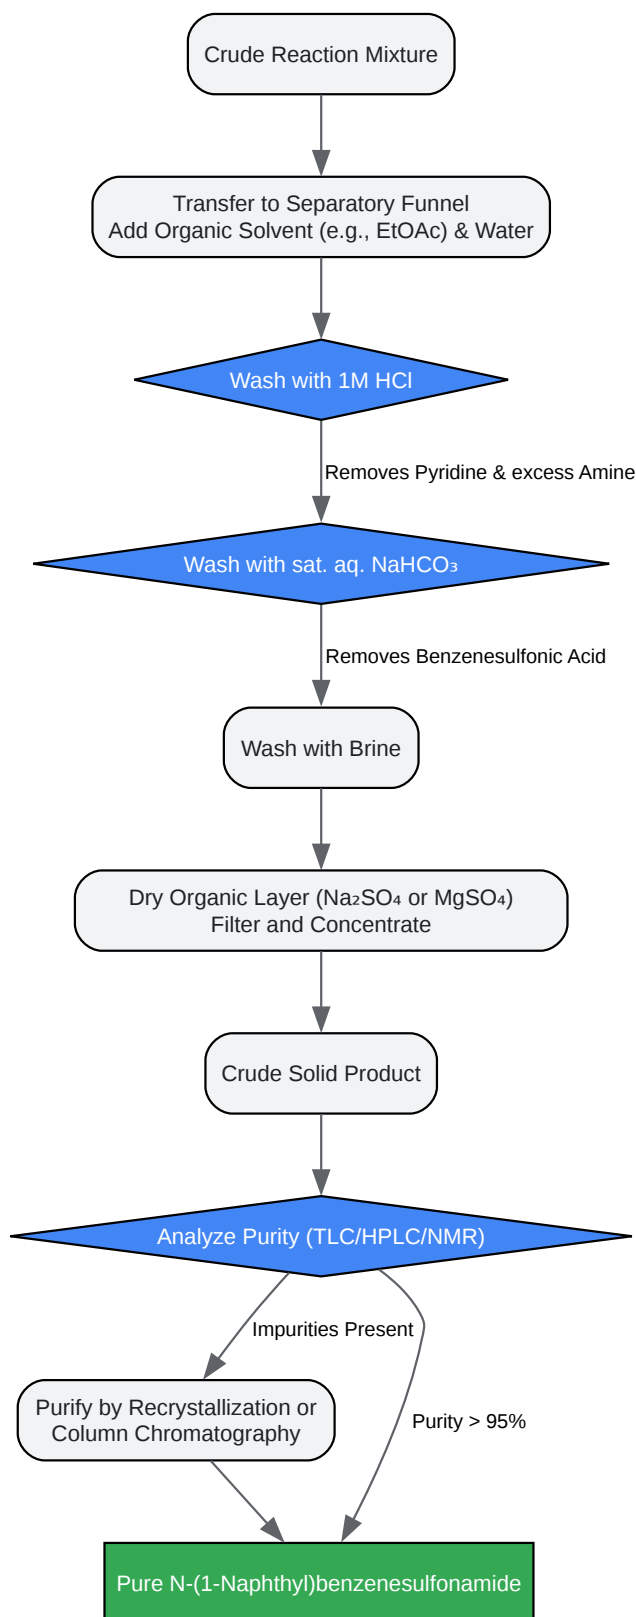 Crude Reaction Mixture
Transfer to Separatory Funnel
Add Organic Solvent (e.g., EtOAc) & Water
Wash with 1M HCl
Removes Pyridine & excess Amine
Wash with sat. aq. NaHCO₃
Removes Benzenesulfonic Acid
Wash with Brine
Dry Organic Layer (Na₂SO₄ or MgSO₄)
Filter and Concentrate
Crude Solid Product
Analyze Purity (TLC/HPLC/NMR)
Impurities Present
Purify by Recrystallization or
Column Chromatography
Purity > 95%
Pure N-(1-Naphthyl)benzenesulfonamide